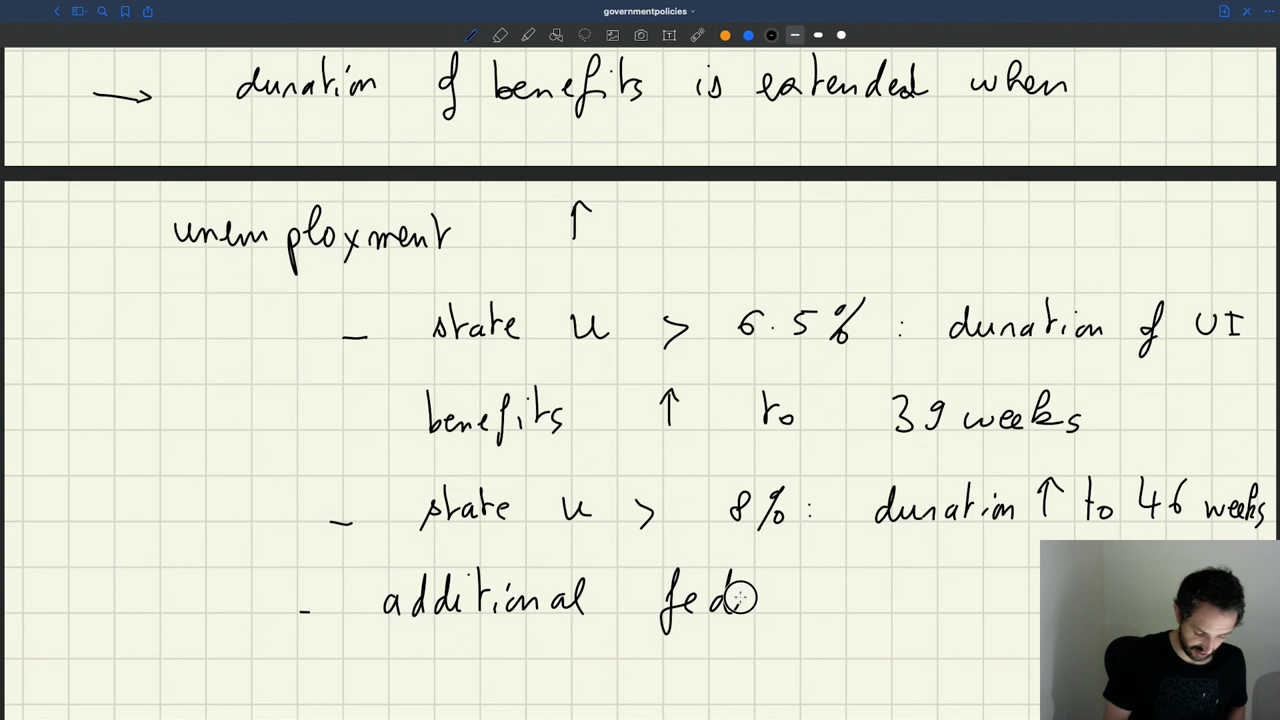 governmentpolicies
→ duration of benefits is extended when
unemployment ↑
- state u > 6.5% : duration of UI
benefits ↑ to 39 weeks
- state u > 8% : duration ↑ to 46 weeks
- additional fed